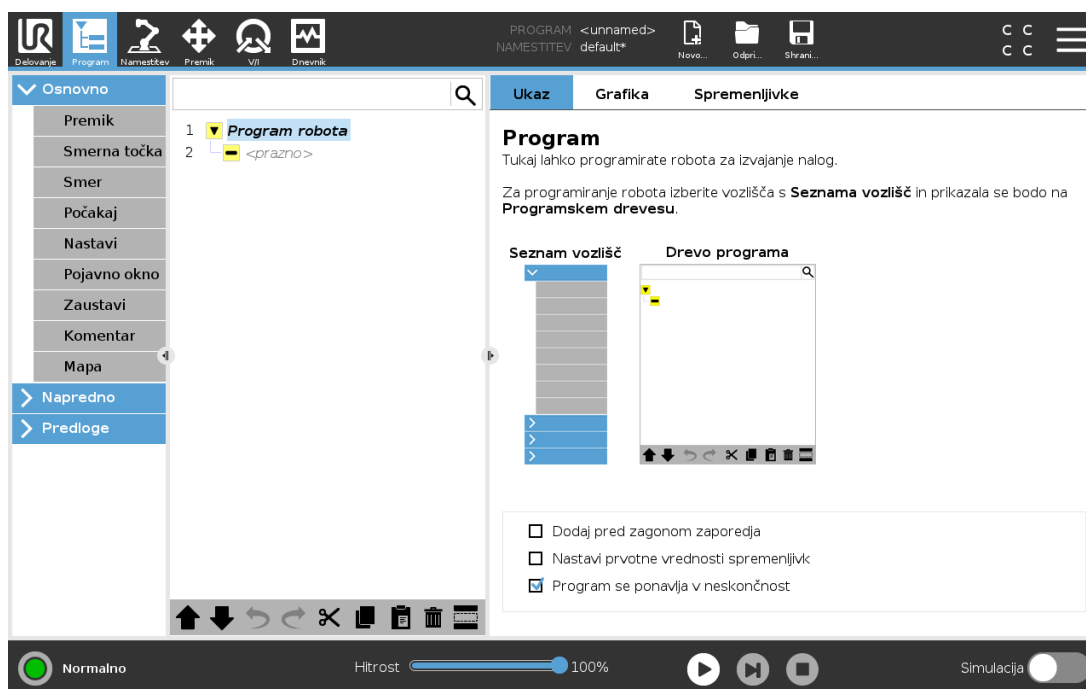 PROGRAM <unnamed>
NAMESTITEV default*
Delovanje Program Namestitev Premik V/I Dnevnik Novo... Odpri... Shrani...
C C
C C
Osnovno
Premik
Smerna točka
Smer
Počakaj
Nastavi
Pojavno okno
Zaustavi
Komentar
Mapa
Napredno
Predloge
1 Program robota
2 <prazno>
Ukaz Grafika Spremenljivke
Program
Tukaj lahko programirate robota za izvajanje nalog.
Za programiranje robota izberite vozlišča s Seznama vozlišč in prikazala se bodo na
Programskem drevesu.
Seznam vozlišč Drevo programa
Dodaj pred zagonom zaporedja
Nastavi prvotne vrednosti spremenljivk
Program se ponavlja v neskončnost
Normalno Hitrost 100% Simulacija